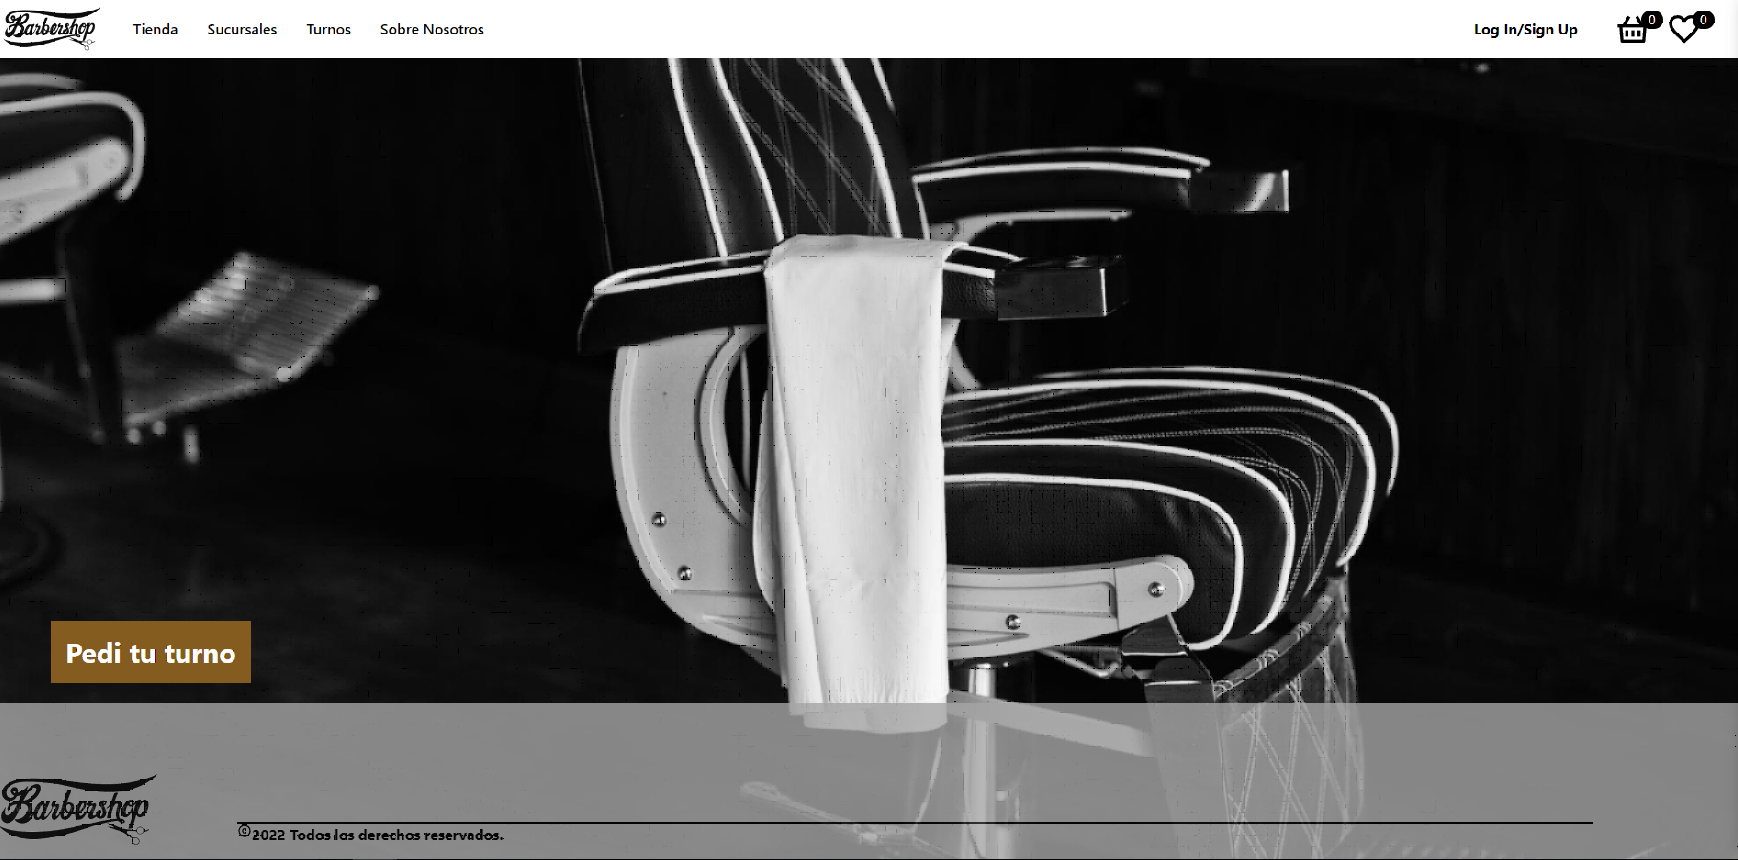 Barbershop
Tienda Sucursales Turnos Sobre Nosotros Log In/Sign Up 0 0
Pedi tu turno
Barbershop
©2022 Todos los derechos reservados.